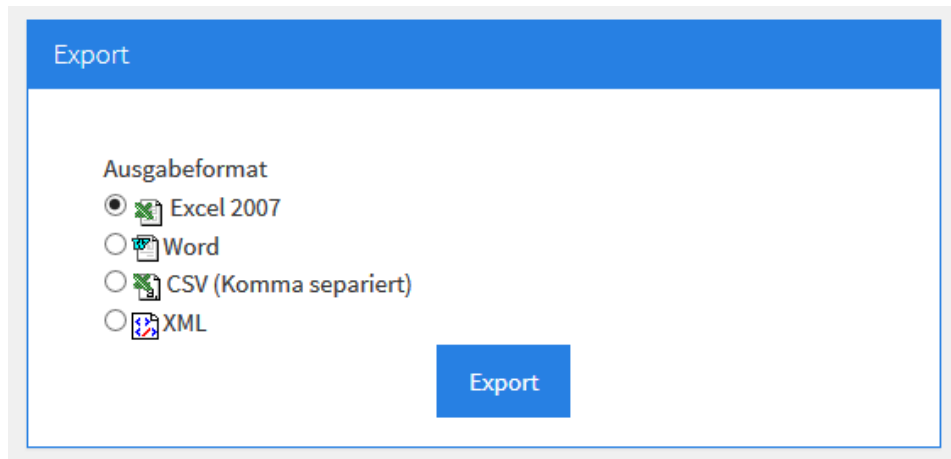 Export
Ausgabeformat
Excel 2007
Word
CSV (Komma separiert)
XML
Export